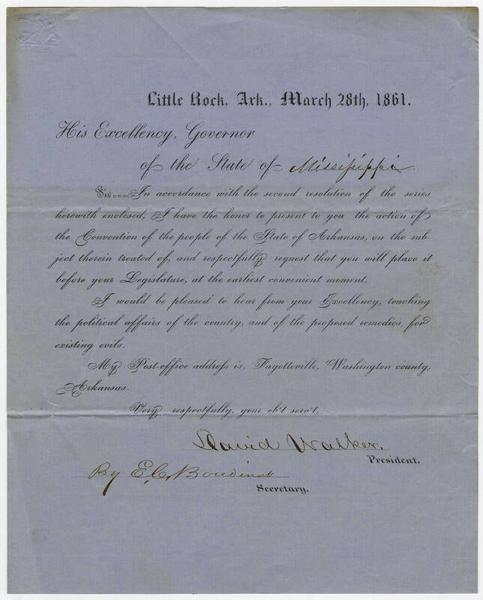 Little Rock, Ark., March 28th, 1861.
His Excellency, Governor
of the State of Mississippi
Sir....In accordance with the second resolution of the series
herewith enclosed, I have the honor to present to you the action of
the Convention of the people of the State of Arkansas, on the sub-
ject therein treated of, and respectfully request that you will place it
before your Legislature, at the earliest convenient moment.
I would be pleased to hear from your Excellency, touching
the political affairs of the country, and of the proposed remedies for
existing evils.
My Post-office address is, Fayetteville, Washington county,
Arkansas.
Very respectfully, your ob't serv't,
David Walker,
President.
By E. C. Boudinot
Secretary.